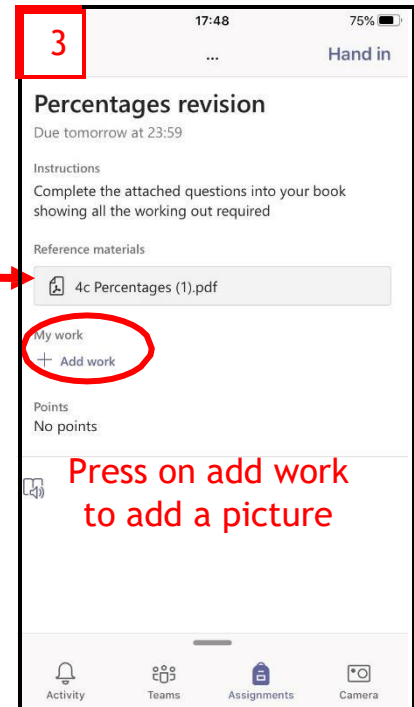 3
17:48
75%
...
Hand in
Percentages revision
Due tomorrow at 23:59
Instructions
Complete the attached questions into your book
showing all the working out required
Reference materials
4c Percentages (1).pdf
My work
+ Add work
Points
No points
Press on add work
to add a picture
Activity
Teams
Assignments
Camera